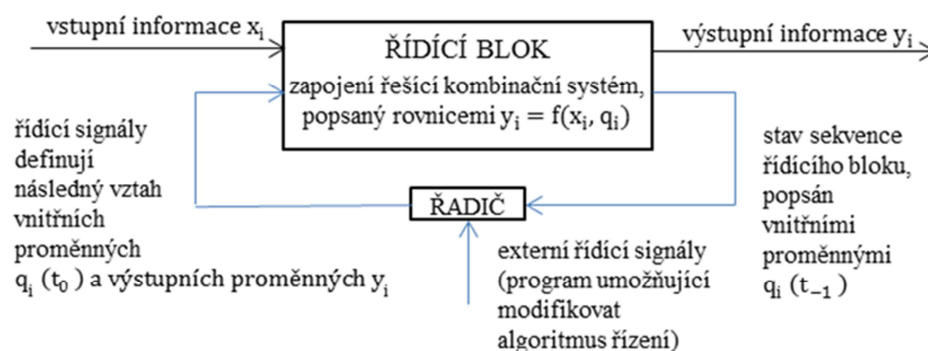 vstupní informace xᵢ
ŘÍDÍCÍ BLOK
zapojení řešící kombinační systém,
popsaný rovnicemi yᵢ = f(xᵢ, qᵢ)
výstupní informace yᵢ
řídící signály
definují
následný vztah
vnitřních
proměnných
qᵢ (t₀) a výstupních proměnných yᵢ
ŘADIČ
externí řídící signály
(program umožňující
modifikovat
algoritmus řízení)
stav sekvence
řídícího bloku,
popsán
vnitřními
proměnnými
qᵢ (t₋₁)